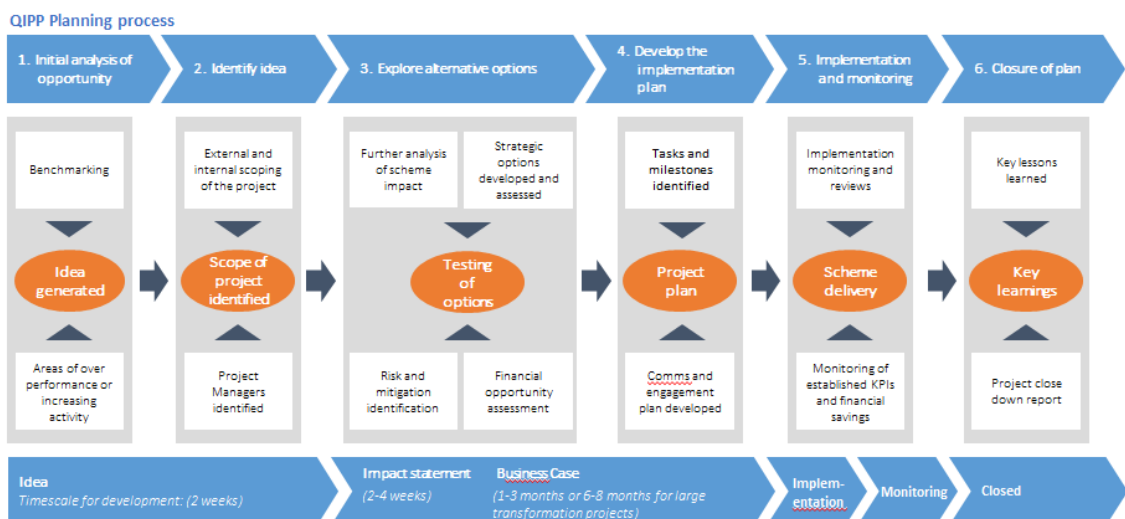 QIPP Planning process
1. Initial analysis of
opportunity
2. Identify idea
3. Explore alternative options
4. Develop the
implementation
plan
5. Implementation
and monitoring
6. Closure of plan
Benchmarking
Idea
generated
Areas of over
performance or
increasing
activity
External and
internal scoping
of the project
Scope of
project
identified
Project
Managers
identified
Further analysis
of scheme
impact
Strategic
options
developed and
assessed
Testing
of
options
Risk and
mitigation
identification
Financial
opportunity
assessment
Tasks and
milestones
identified
Project
plan
Comms and
engagement
plan developed
Implementation
monitoring and
reviews
Scheme
delivery
Monitoring of
established KPIs
and financial
savings
Key lessons
learned
Key
learnings
Project close
down report
Idea
Timescale for development: (2 weeks)
Impact statement
(2-4 weeks)
Business Case
(1-3 months or 6-8 months for large
transformation projects)
Implem-
entation
Monitoring
Closed